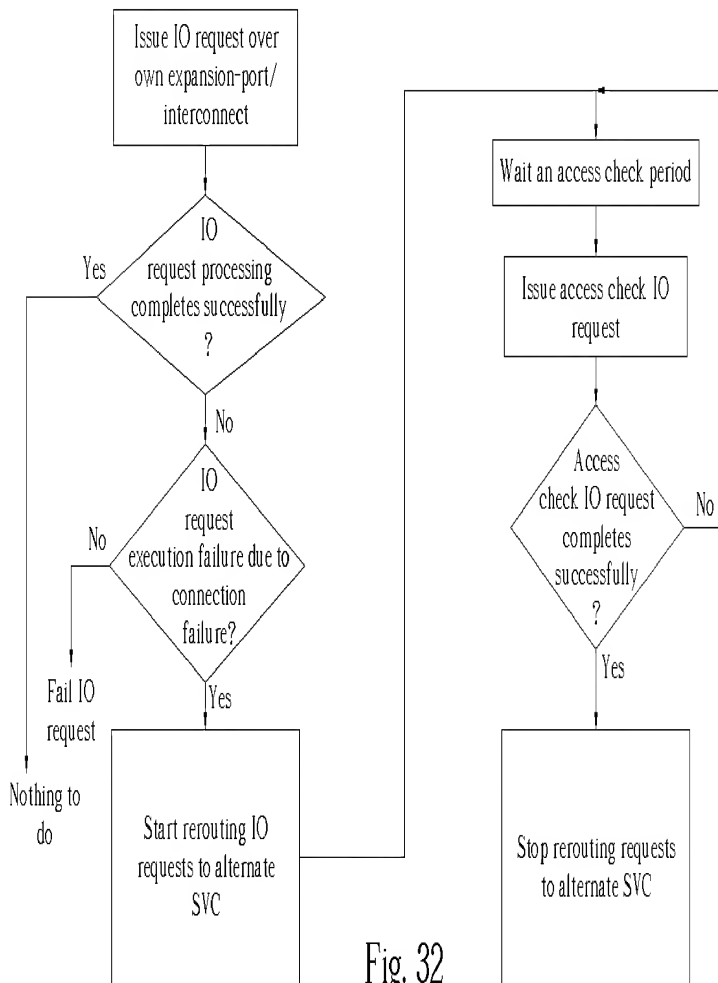 Issue IO request over
own expansion-port/
interconnect
IO
request processing
completes successfully
?
Yes
No
IO
request
execution failure due to
connection
failure?
No
Fail IO
request
Nothing to
do
Yes
Start rerouting IO
requests to alternate
SVC
Wait an access check period
Issue access check IO
request
Access
check IO request
completes
successfully
?
No
Yes
Stop rerouting requests
to alternate SVC
Fig. 32